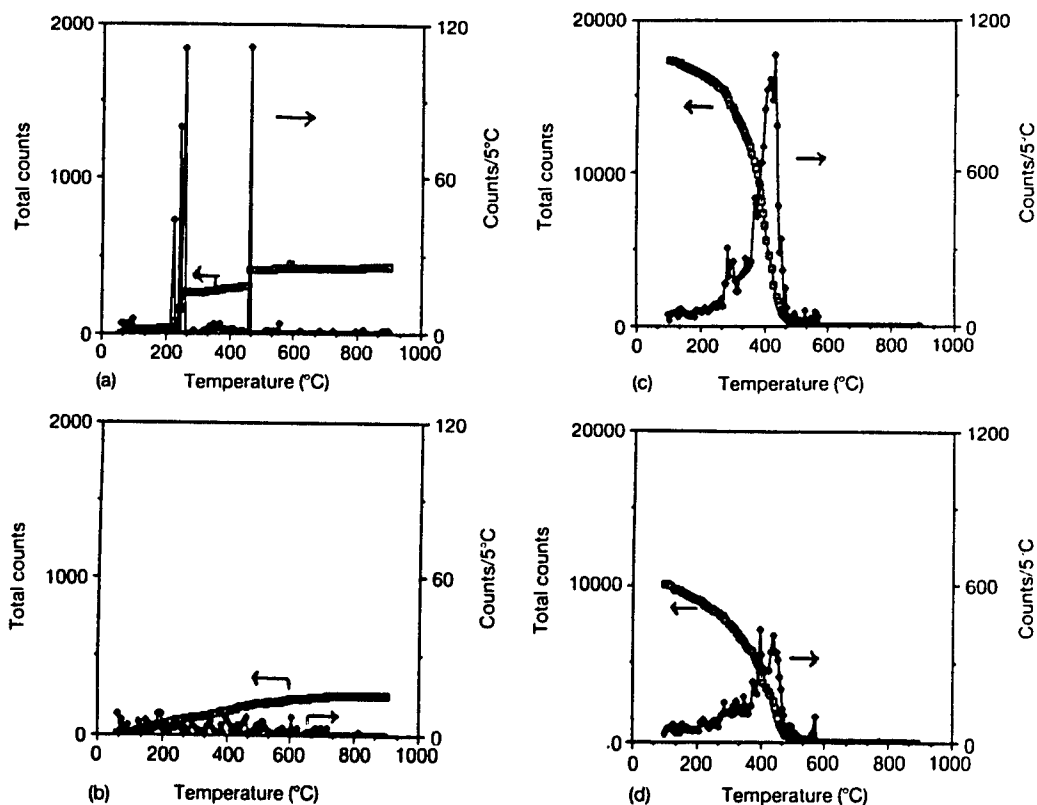 2000
1000
0
Total counts
120
60
0
Counts/5°C
0 200 400 600 800 1000
(a) Temperature (°C)
2000
1000
0
Total counts
120
60
0
Counts/5°C
0 200 400 600 800 1000
(b) Temperature (°C)
20000
10000
0
Total counts
1200
600
0
Counts/5°C
0 200 400 600 800 1000
(c) Temperature (°C)
20000
10000
.0
Total counts
1200
600
0
Counts/5°C
0 200 400 600 800 1000
(d) Temperature (°C)